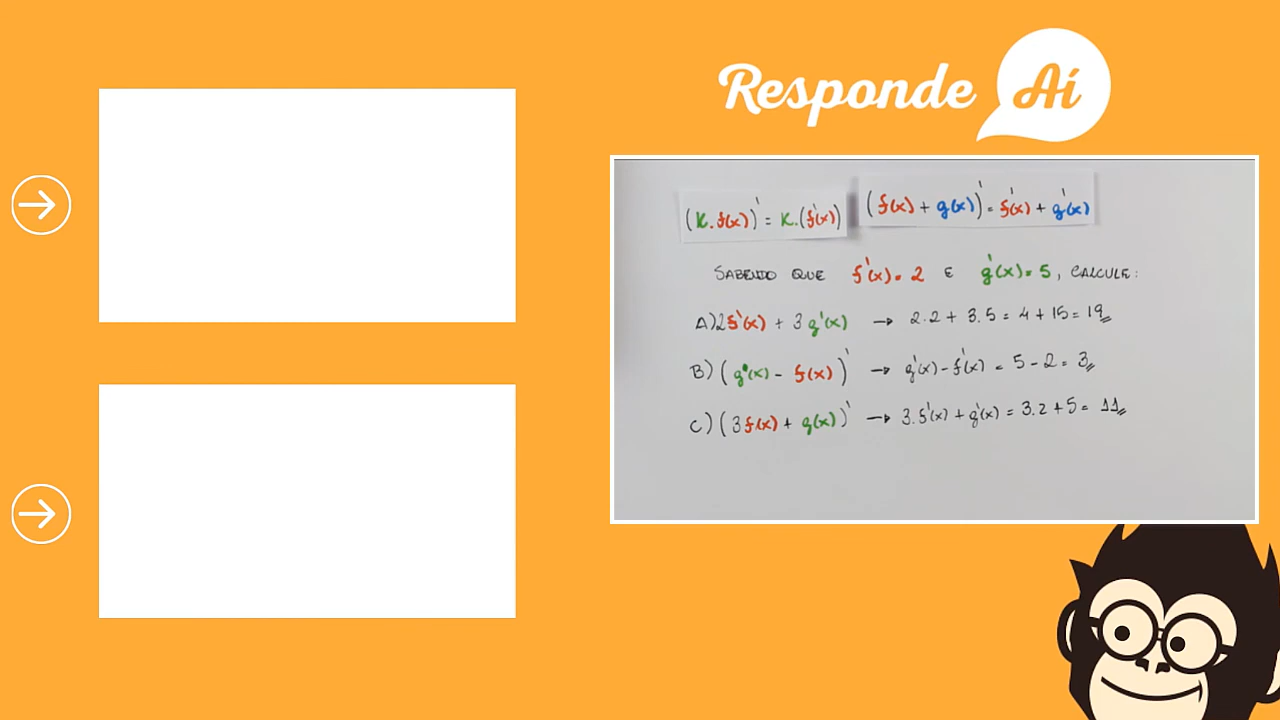 Responde Aí
(K.f(x))' = K.(f'(x))
(f(x) + g(x))' = f'(x) + g'(x)
SABENDO QUE f'(x) = 2 E g'(x) = 5, CALCULE:
A) 2f'(x) + 3g'(x) → 2.2 + 3.5 = 4 + 15 = 19
B) (g(x) - f(x))' → g'(x) - f'(x) = 5 - 2 = 3
C) (3f(x) + g(x))' → 3.f'(x) + g'(x) = 3.2 + 5 = 11